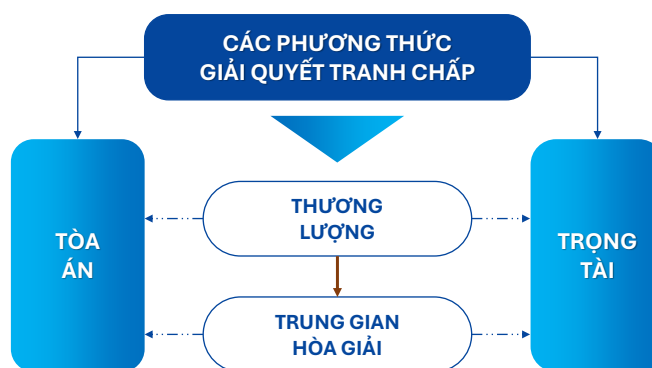 CÁC PHƯƠNG THỨC
GIẢI QUYẾT TRANH CHẤP
THƯƠNG
LƯỢNG
TÒA
ÁN
TRỌNG
TÀI
TRUNG GIAN
HÒA GIẢI